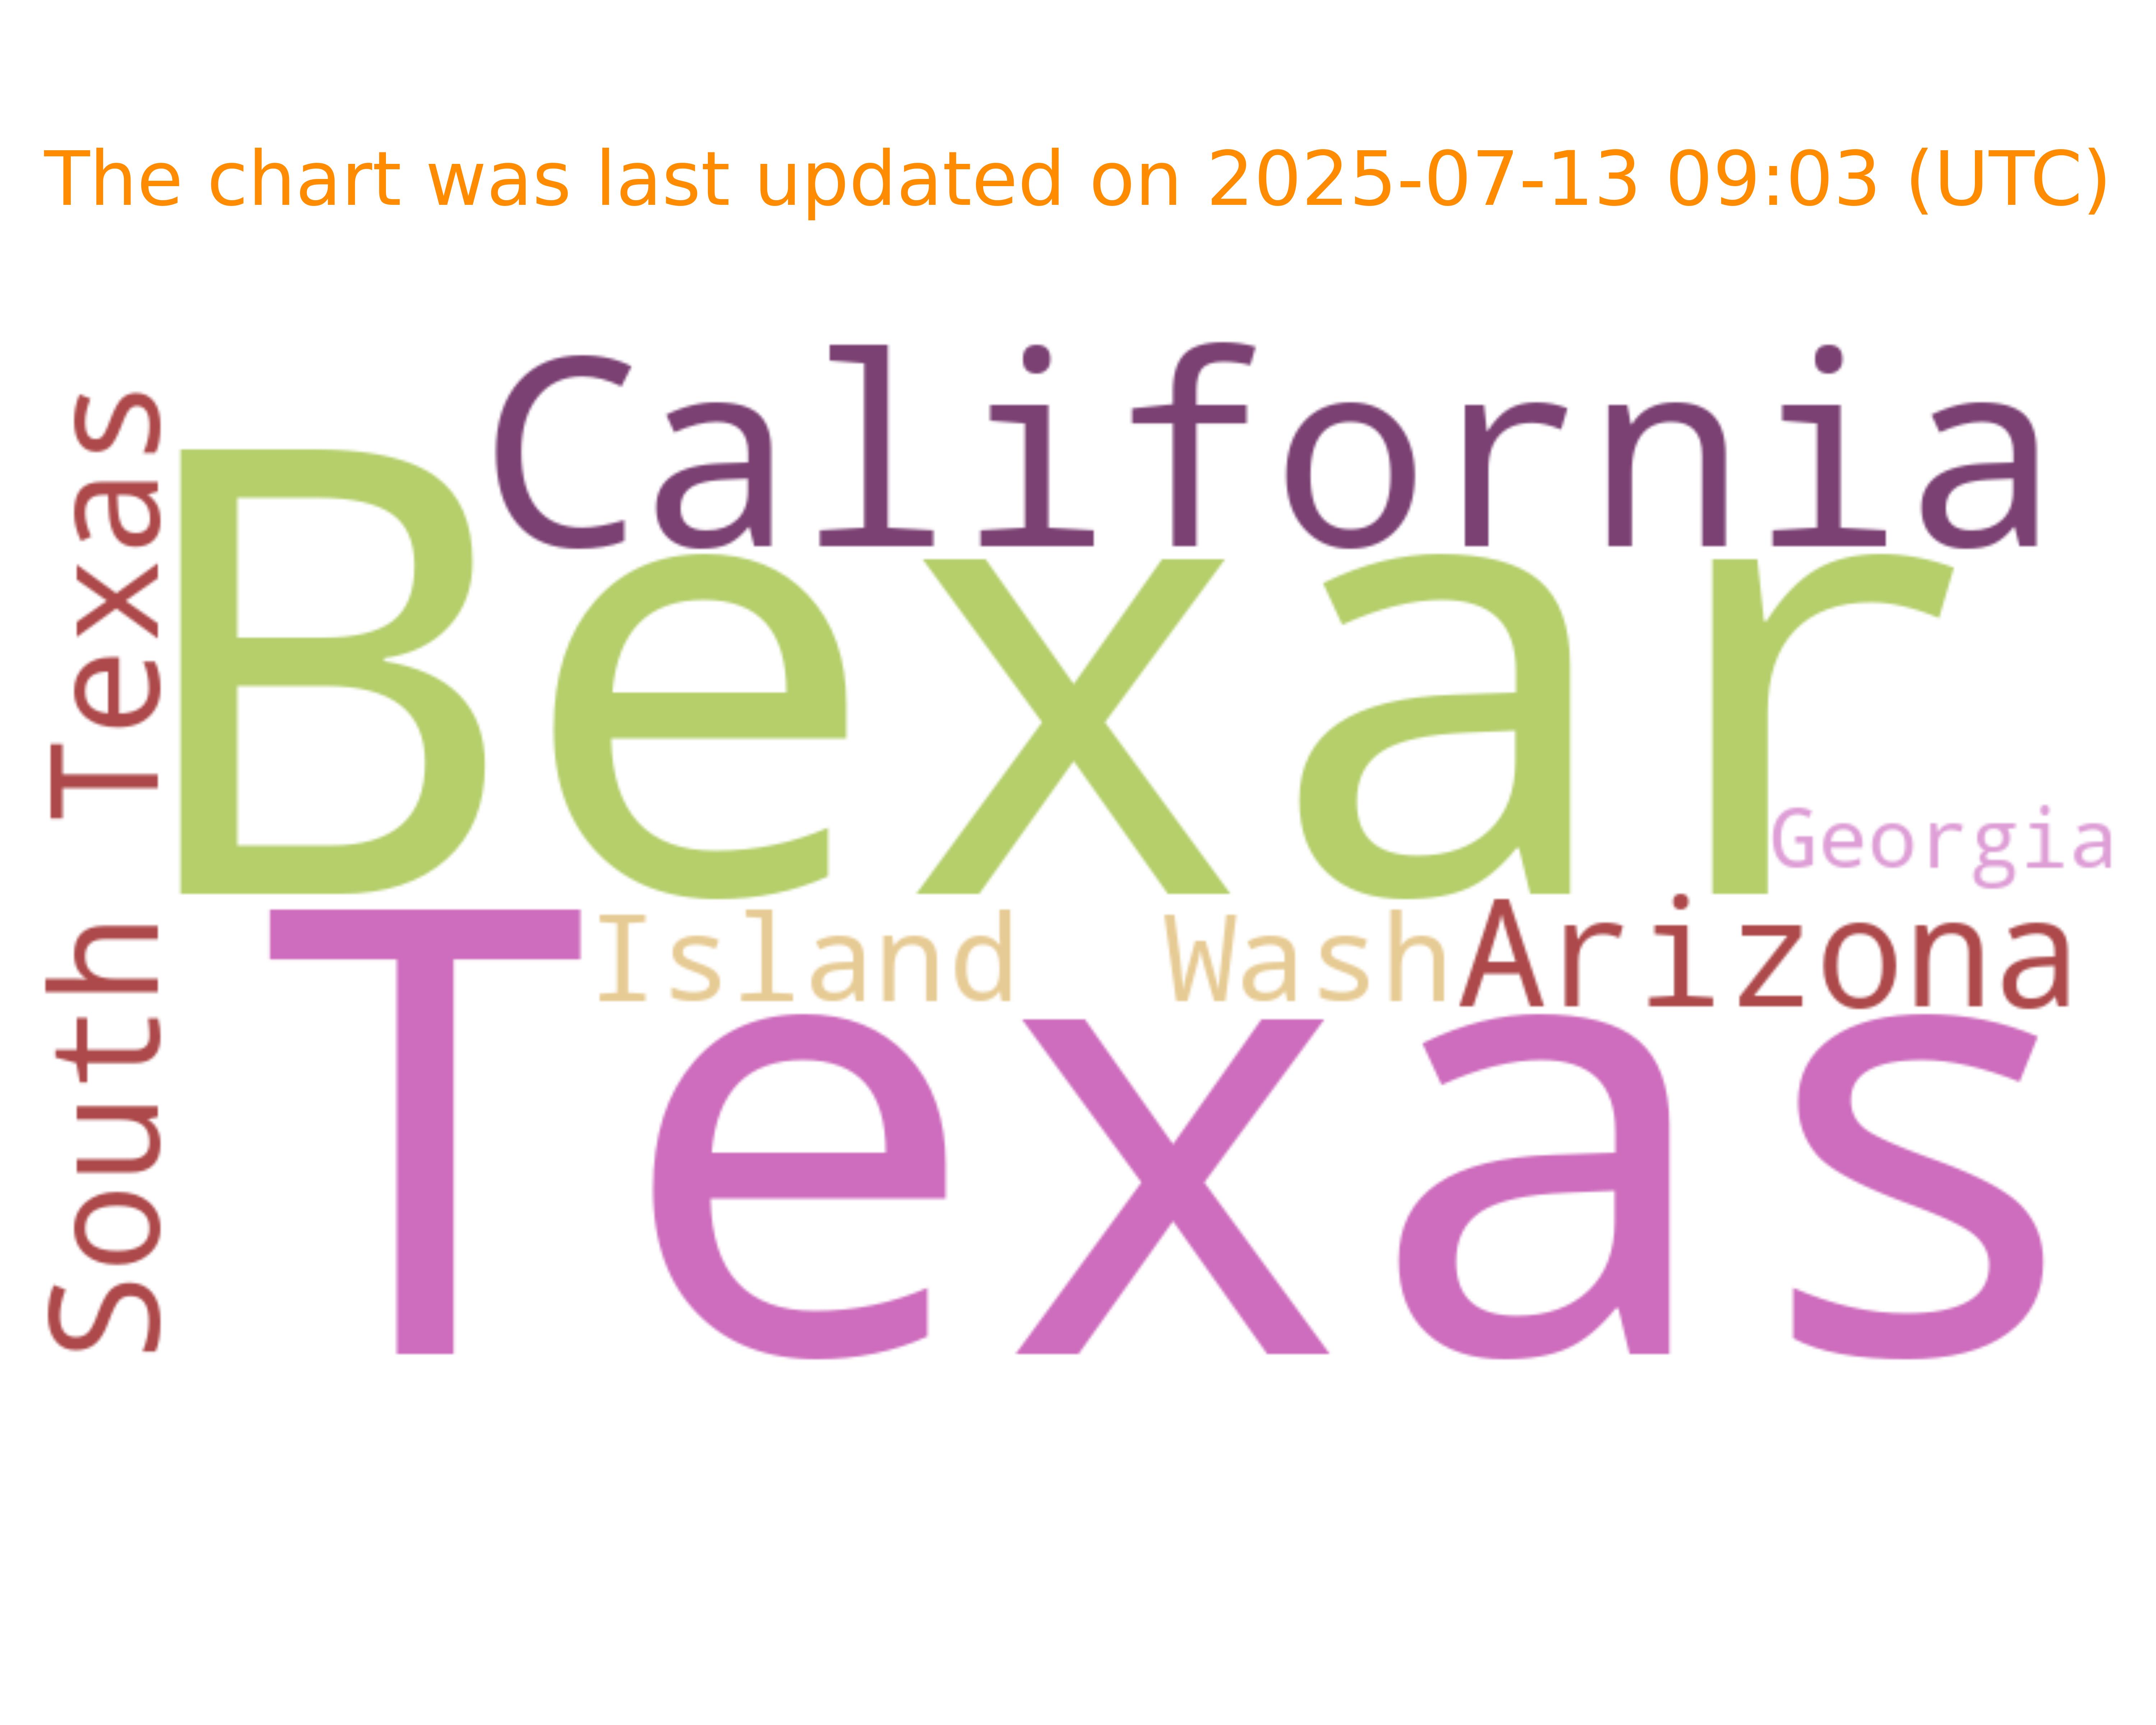 The chart was last updated on 2025-07-13 09:03 (UTC)
California
South Texas
Bexar
Georgia
Island Wash
Arizona
Texas